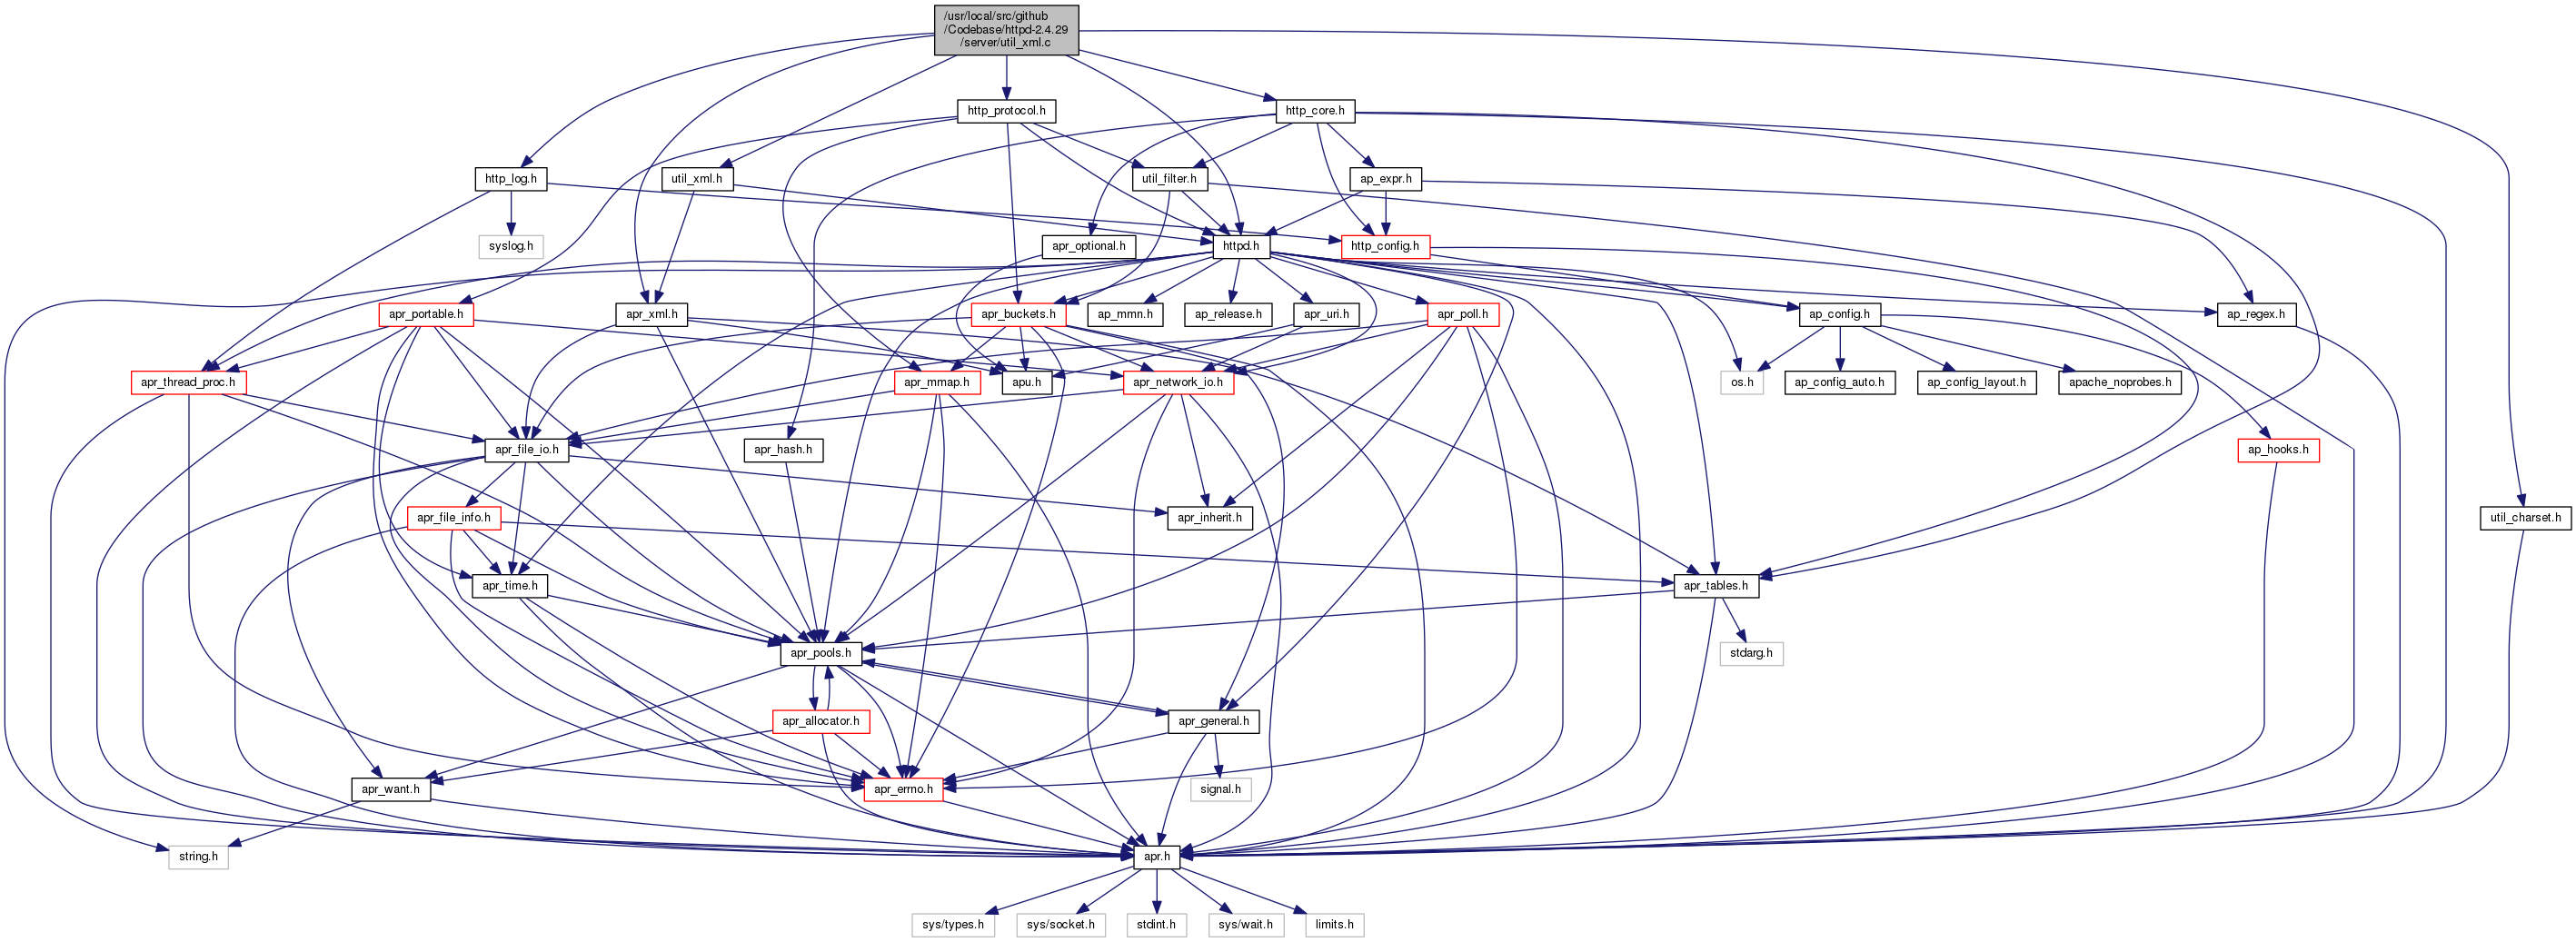 /usr/local/src/github
/Codebase/httpd-2.4.29
/server/util_xml.c
http_protocol.h
http_core.h
http_log.h
util_xml.h
util_filter.h
ap_expr.h
syslog.h
apr_optional.h
httpd.h
http_config.h
apr_portable.h
apr_xml.h
apr_buckets.h
ap_mmn.h
ap_release.h
apr_uri.h
apr_poll.h
ap_config.h
ap_regex.h
apr_thread_proc.h
apr_mmap.h
apu.h
apr_network_io.h
os.h
ap_config_auto.h
ap_config_layout.h
apache_noprobes.h
apr_file_io.h
apr_hash.h
ap_hooks.h
apr_file_info.h
apr_inherit.h
util_charset.h
apr_time.h
apr_tables.h
apr_pools.h
stdarg.h
apr_allocator.h
apr_general.h
apr_want.h
apr_errno.h
signal.h
string.h
apr.h
sys/types.h
sys/socket.h
stdint.h
sys/wait.h
limits.h